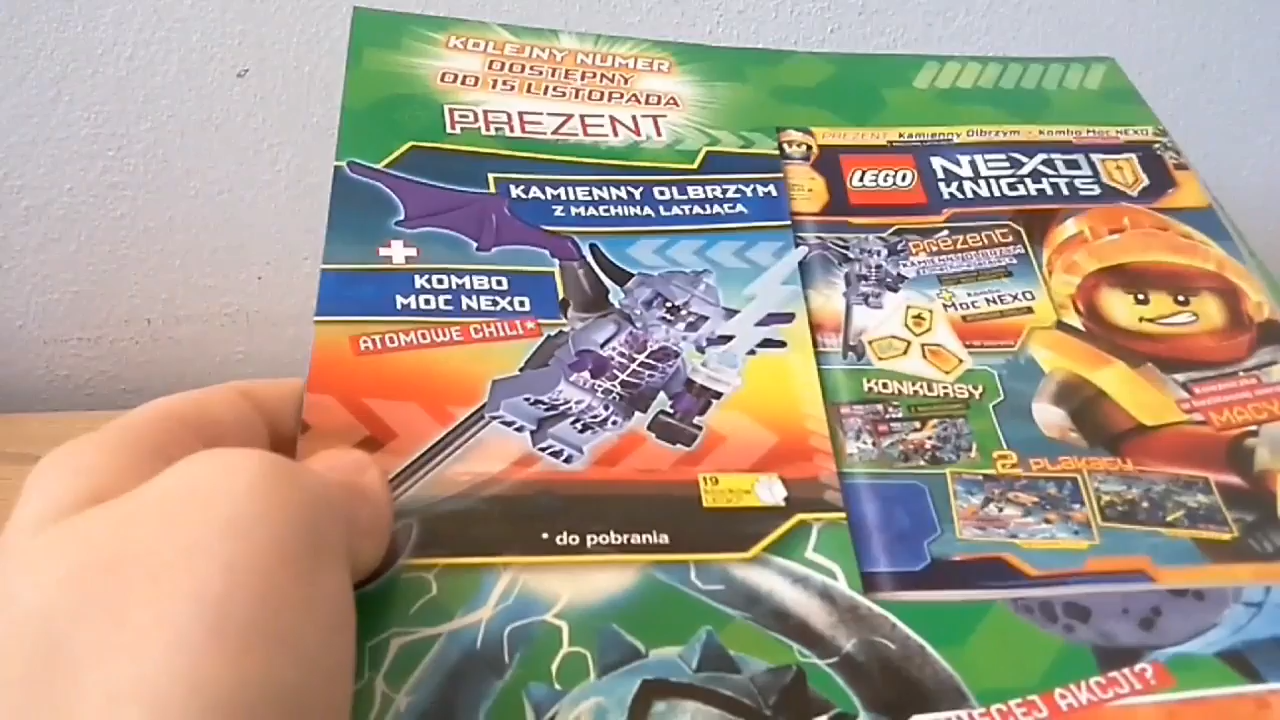 KOLEJNY NUMER
DOSTĘPNY
OD 15 LISTOPADA
PREZENT
KAMIENNY OLBRZYM
Z MACHINĄ LATAJĄCĄ
+
KOMBO
MOC NEXO
ATOMOWE CHILI*
19
* do pobrania
PREZENT Kamienny Olbrzym + Kombo Moc NEXO
LEGO NEXO
KNIGHTS
PREZENT
KAMIENNY OLBRZYM
+ Kombo
MOC NEXO
KONKURSY
2 PLAKATY
MACY
WIĘCEJ AKCJI?